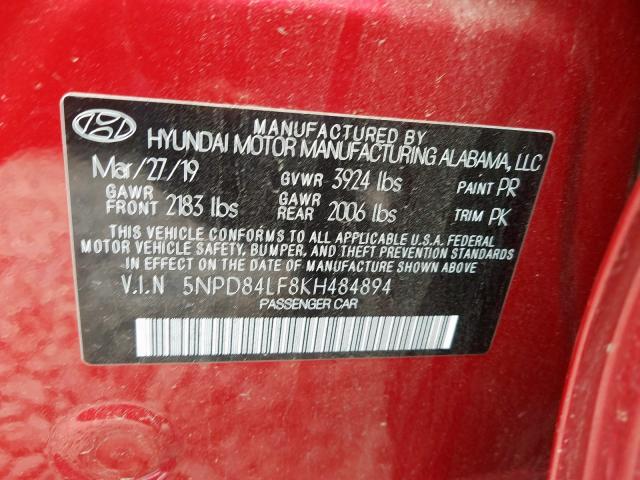 MANUFACTURED BY
HYUNDAI MOTOR MANUFACTURING ALABAMA, LLC
Mar/27/19 GVWR 3924 lbs PAINT PR
GAWR FRONT 2183 lbs GAWR REAR 2006 lbs TRIM PK
THIS VEHICLE CONFORMS TO ALL APPLICABLE U.S.A. FEDERAL
MOTOR VEHICLE SAFETY, BUMPER, AND THEFT PREVENTION STANDARDS
IN EFFECT ON THE DATE OF MANUFACTURE SHOWN ABOVE.
V.I.N 5NPD84LF8KH484894
PASSENGER CAR